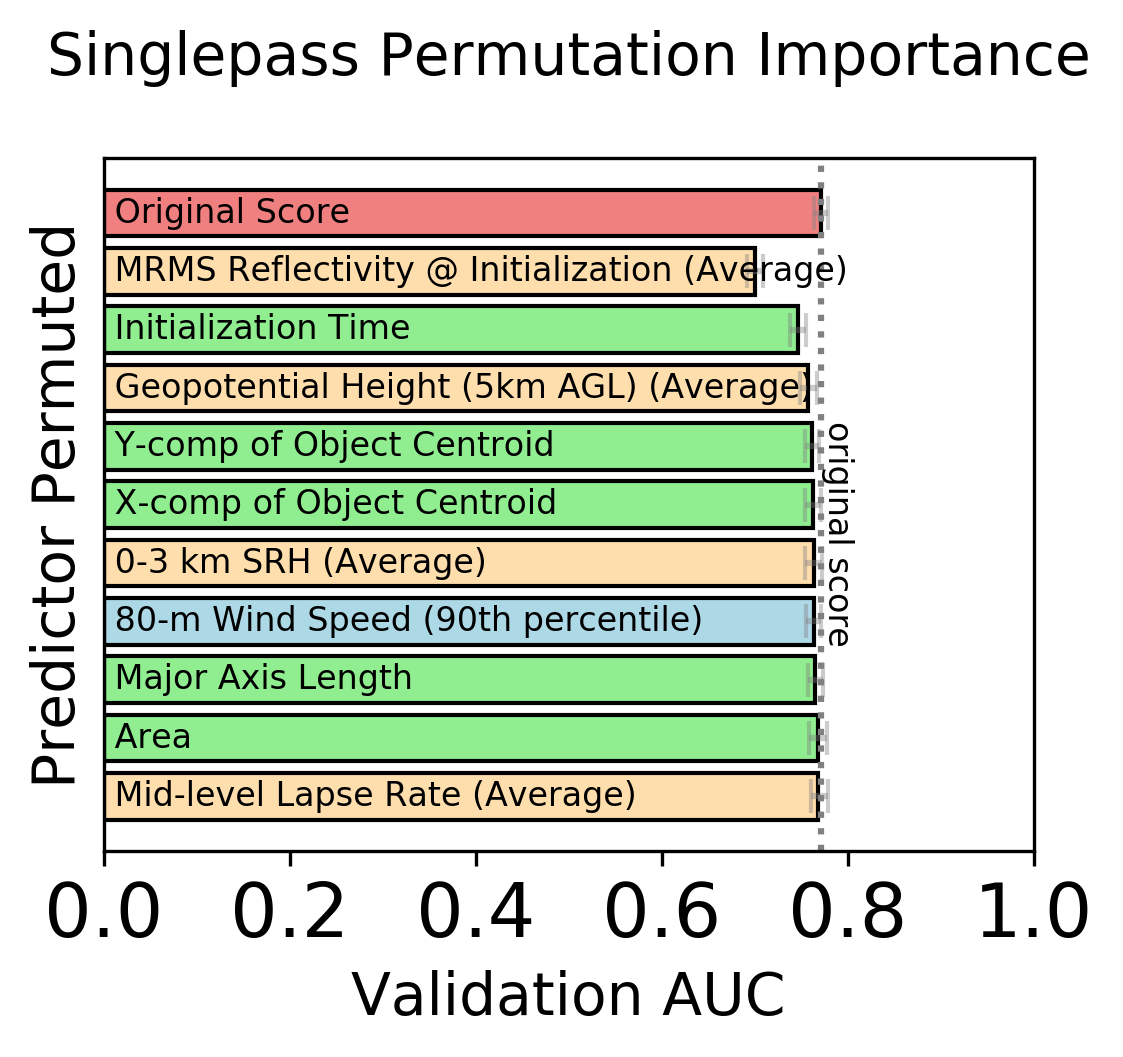 Singlepass Permutation Importance
Predictor Permuted
Original Score
MRMS Reflectivity @ Initialization (Average)
Initialization Time
Geopotential Height (5km AGL) (Average)
Y-comp of Object Centroid
X-comp of Object Centroid
0-3 km SRH (Average)
80-m Wind Speed (90th percentile)
Major Axis Length
Area
Mid-level Lapse Rate (Average)
original score
0.0 0.2 0.4 0.6 0.8 1.0
Validation AUC